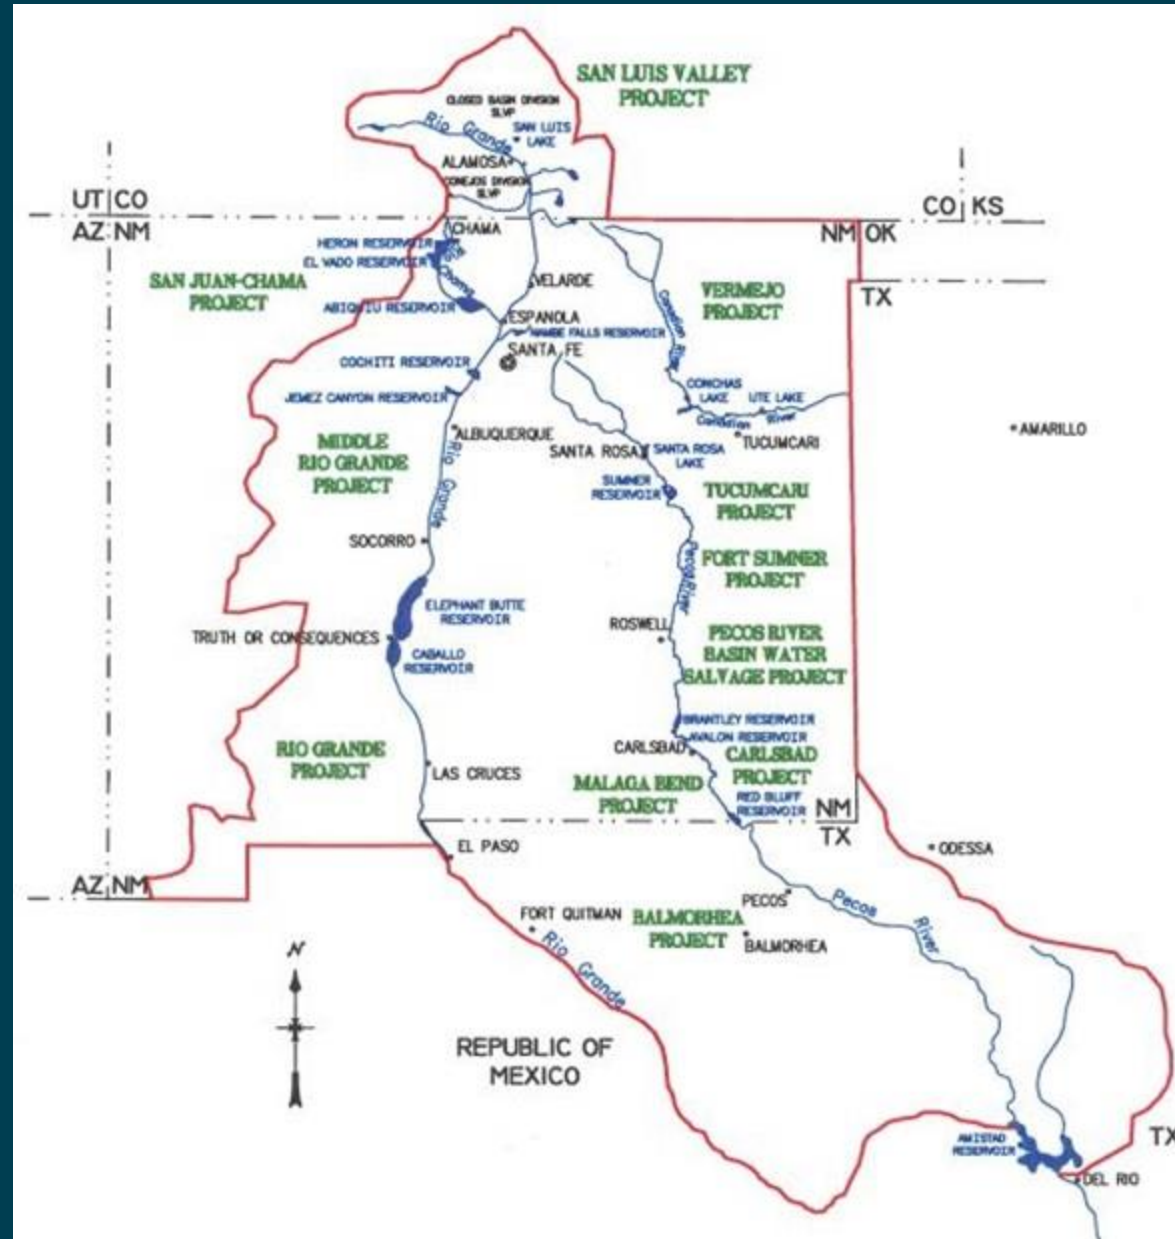 SAN LUIS VALLEY
PROJECT
CLOSED BASIN DIVISION
SLVP
Rio Grande
SAN LUIS
LAKE
ALAMOSA
CONEJOS DIVISION
SLVP
UT CO
CO KS
AZ NM
CHAMA
NM OK
HERON RESERVOIR
EL VADO RESERVOIR
Rio Chama
SAN JUAN-CHAMA
PROJECT
VELARDE
VERMEJO
PROJECT
TX
ABIQUIU RESERVOIR
ESPANOLA
NAMBE FALLS RESERVOIR
Canadian River
SANTA FE
COCHITI RESERVOIR
CONCHAS
LAKE
UTE LAKE
JEMEZ CANYON RESERVOIR
Canadian River
AMARILLO
ALBUQUERQUE
TUCUMCARI
MIDDLE
RIO GRANDE
PROJECT
Rio Grande
SANTA ROSA
SANTA ROSA
LAKE
SUMNER
RESERVOIR
TUCUMCARI
PROJECT
SOCORRO
Pecos River
FORT SUMNER
PROJECT
ELEPHANT BUTTE
RESERVOIR
TRUTH OR CONSEQUENCES
ROSWELL
PECOS RIVER
BASIN WATER
SALVAGE PROJECT
CABALLO
RESERVOIR
BRANTLEY RESERVOIR
AVALON RESERVOIR
CARLSBAD
CARLSBAD
PROJECT
RIO GRANDE
PROJECT
LAS CRUCES
MALAGA BEND
PROJECT
RED BLUFF
RESERVOIR
NM
TX
EL PASO
ODESSA
AZ NM
PECOS
Pecos River
FORT QUITMAN
BALMORHEA
PROJECT
BALMORHEA
Rio Grande
N
REPUBLIC OF
MEXICO
AMISTAD
RESERVOIR
TX
DEL RIO